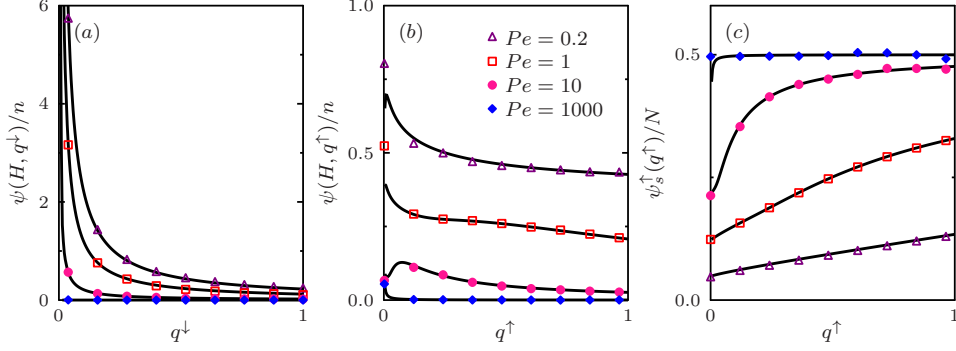 (a)
6
4
2
0
0
1
ψ(H, q↓)/n
q↓
(b)
1.0
0.5
0.0
0
1
ψ(H, q↑)/n
q↑
Pe = 0.2
Pe = 1
Pe = 10
Pe = 1000
(c)
0.5
0.0
0
1
ψs↑(q↑)/N
q↑